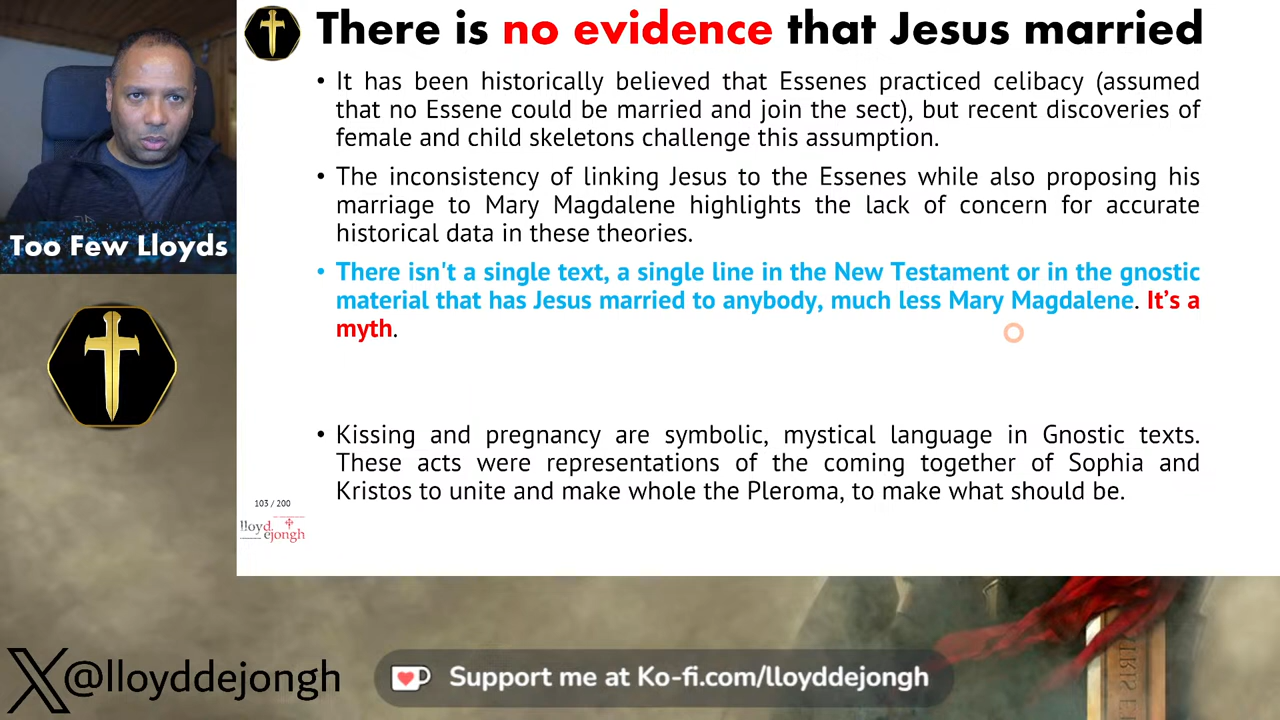 There is no evidence that Jesus married
• It has been historically believed that Essenes practiced celibacy (assumed
that no Essene could be married and join the sect), but recent discoveries of
female and child skeletons challenge this assumption.
• The inconsistency of linking Jesus to the Essenes while also proposing his
marriage to Mary Magdalene highlights the lack of concern for accurate
historical data in these theories.
• There isn't a single text, a single line in the New Testament or in the gnostic
material that has Jesus married to anybody, much less Mary Magdalene. It’s a
myth.
• Kissing and pregnancy are symbolic, mystical language in Gnostic texts.
These acts were representations of the coming together of Sophia and
Kristos to unite and make whole the Pleroma, to make what should be.
103 / 200
lloyd
ejongh
Too Few Lloyds
X@lloyddejongh
Support me at Ko-fi.com/lloyddejongh